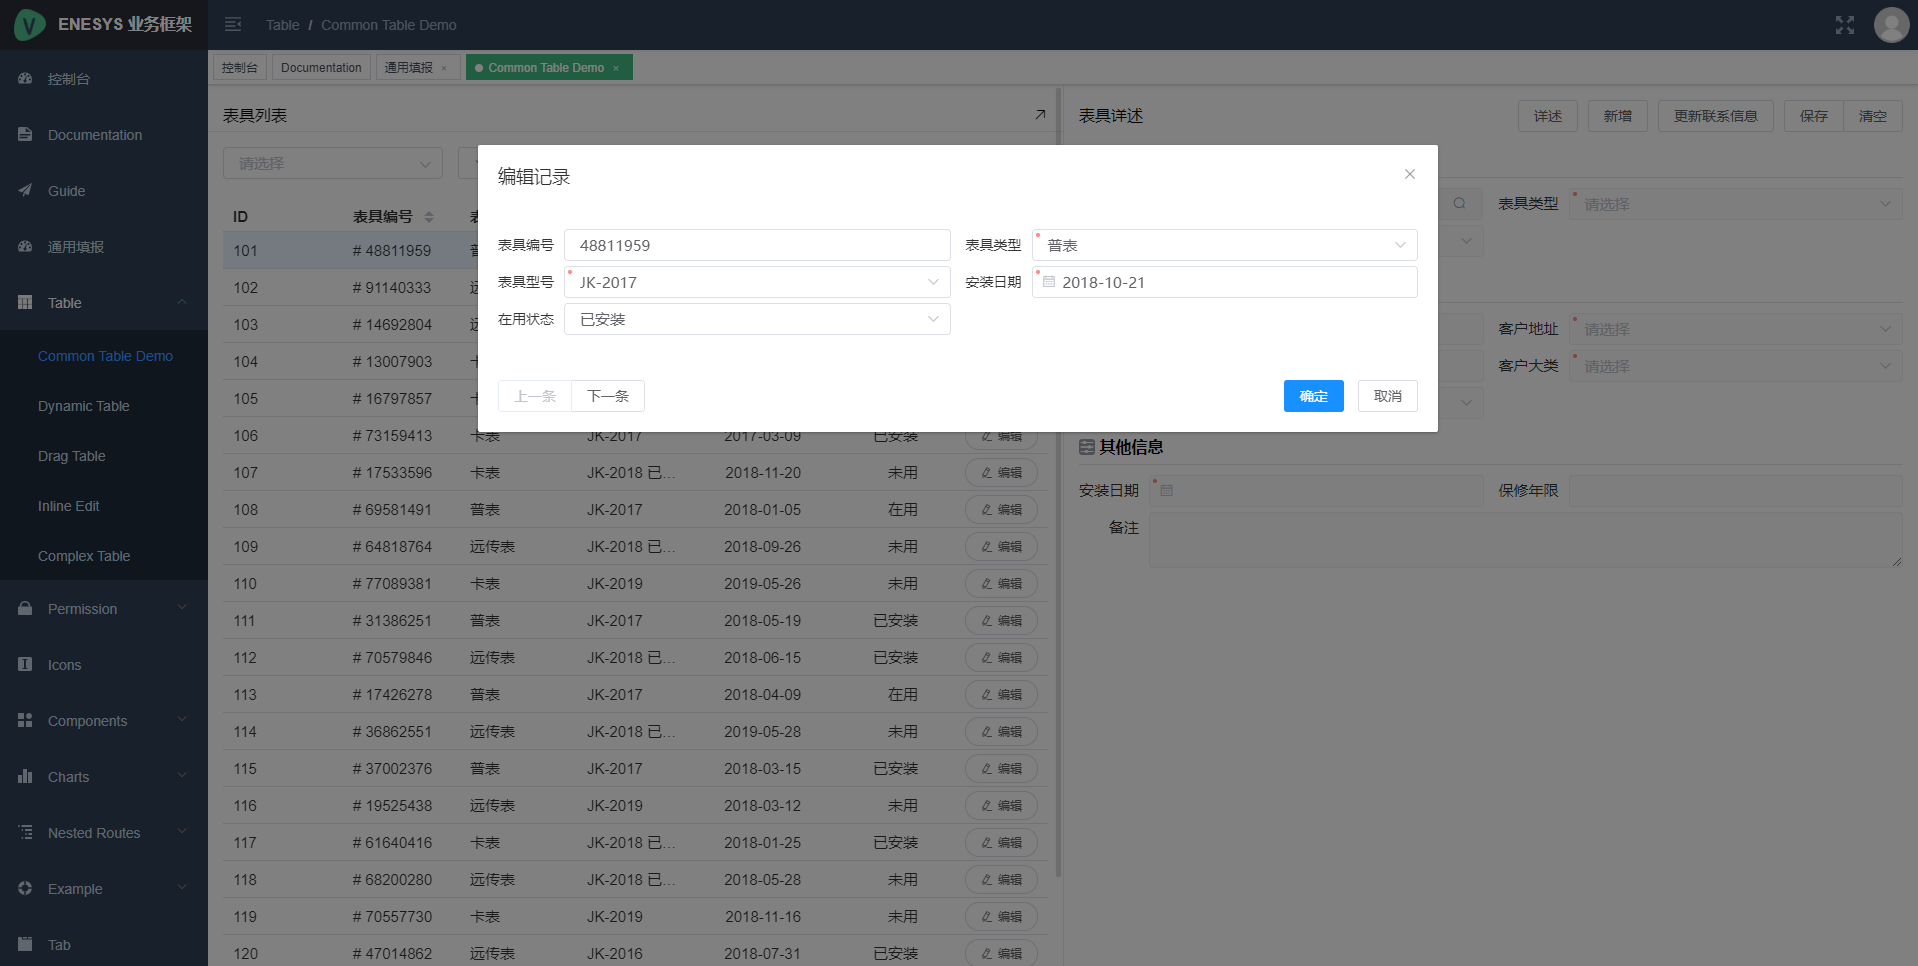 ENESYS 业务框架
Table / Common Table Demo
控制台
Documentation
通用填报 ×
Common Table Demo ×
控制台
Documentation
Guide
通用填报
Table
Common Table Demo
Dynamic Table
Drag Table
Inline Edit
Complex Table
Permission
Icons
Components
Charts
Nested Routes
Example
Tab
表具列表
请选择
ID 表具编号
101 # 48811959
102 # 91140333
103 # 14692804
104 # 13007903
105 # 16797857
106 # 73159413 卡表 JK-2017 2017-03-09 已安装 编辑
107 # 17533596 卡表 JK-2018 已... 2018-11-20 未用 编辑
108 # 69581491 普表 JK-2017 2018-01-05 在用 编辑
109 # 64818764 远传表 JK-2018 已... 2018-09-26 未用 编辑
110 # 77089381 卡表 JK-2019 2019-05-26 未用 编辑
111 # 31386251 普表 JK-2017 2018-05-19 已安装 编辑
112 # 70579846 远传表 JK-2018 已... 2018-06-15 已安装 编辑
113 # 17426278 普表 JK-2017 2018-04-09 在用 编辑
114 # 36862551 远传表 JK-2018 已... 2019-05-28 未用 编辑
115 # 37002376 普表 JK-2017 2018-03-15 已安装 编辑
116 # 19525438 远传表 JK-2019 2018-03-12 未用 编辑
117 # 61640416 卡表 JK-2018 已... 2018-01-25 已安装 编辑
118 # 68200280 远传表 JK-2018 已... 2018-05-28 未用 编辑
119 # 70557730 卡表 JK-2019 2018-11-16 未用 编辑
120 # 47014862 远传表 JK-2016 2018-07-31 已安装 编辑
编辑记录
表具编号 48811959 表具类型 * 普表
表具型号 * JK-2017 安装日期 * 2018-10-21
在用状态 已安装
上一条 下一条 确定 取消
表具详述 详述 新增 更新联系信息 保存 清空
表具类型 * 请选择
客户地址 * 请选择
客户大类 * 请选择
其他信息
安装日期 * 保修年限
备注